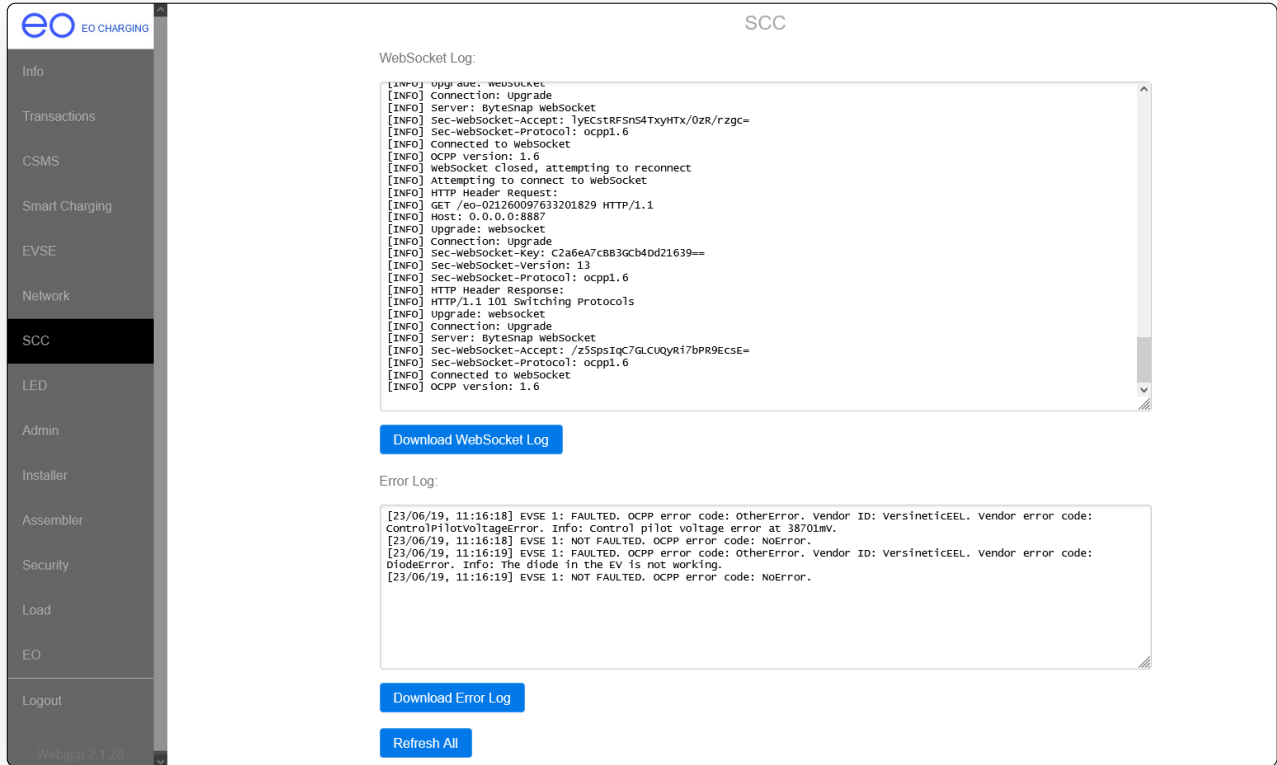 eo EO CHARGING
Info
Transactions
CSMS
Smart Charging
EVSE
Network
SCC
LED
Admin
Installer
Assembler
Security
Load
EO
Logout
Webapp 2.1.28
SCC
WebSocket Log:
[INFO] Upgrade: websocket
[INFO] Connection: Upgrade
[INFO] Server: ByteSnap WebSocket
[INFO] Sec-WebSocket-Accept: lyECstRFSnS4TxyHTx/OzR/rzgc=
[INFO] Sec-WebSocket-Protocol: ocpp1.6
[INFO] Connected to WebSocket
[INFO] OCPP version: 1.6
[INFO] WebSocket closed, attempting to reconnect
[INFO] Attempting to connect to WebSocket
[INFO] HTTP Header Request:
[INFO] GET /eo-021260097633201829 HTTP/1.1
[INFO] Host: 0.0.0.0:8887
[INFO] Upgrade: websocket
[INFO] Connection: Upgrade
[INFO] Sec-WebSocket-Key: C2a6eA7cBB3GCb4Dd21639==
[INFO] Sec-WebSocket-Version: 13
[INFO] Sec-WebSocket-Protocol: ocpp1.6
[INFO] HTTP Header Response:
[INFO] HTTP/1.1 101 Switching Protocols
[INFO] Upgrade: websocket
[INFO] Connection: Upgrade
[INFO] Server: ByteSnap WebSocket
[INFO] Sec-WebSocket-Accept: /z5SpsIqC7GLCUQyRi7bPR9EcsE=
[INFO] Sec-WebSocket-Protocol: ocpp1.6
[INFO] Connected to WebSocket
[INFO] OCPP version: 1.6
Download WebSocket Log
Error Log:
[23/06/19, 11:16:18] EVSE 1: FAULTED. OCPP error code: OtherError. Vendor ID: VersineticEEL. Vendor error code:
ControlPilotVoltageError. Info: Control pilot voltage error at 38701mV.
[23/06/19, 11:16:18] EVSE 1: NOT FAULTED. OCPP error code: NoError.
[23/06/19, 11:16:19] EVSE 1: FAULTED. OCPP error code: OtherError. Vendor ID: VersineticEEL. Vendor error code:
DiodeError. Info: The diode in the EV is not working.
[23/06/19, 11:16:19] EVSE 1: NOT FAULTED. OCPP error code: NoError.
Download Error Log
Refresh All